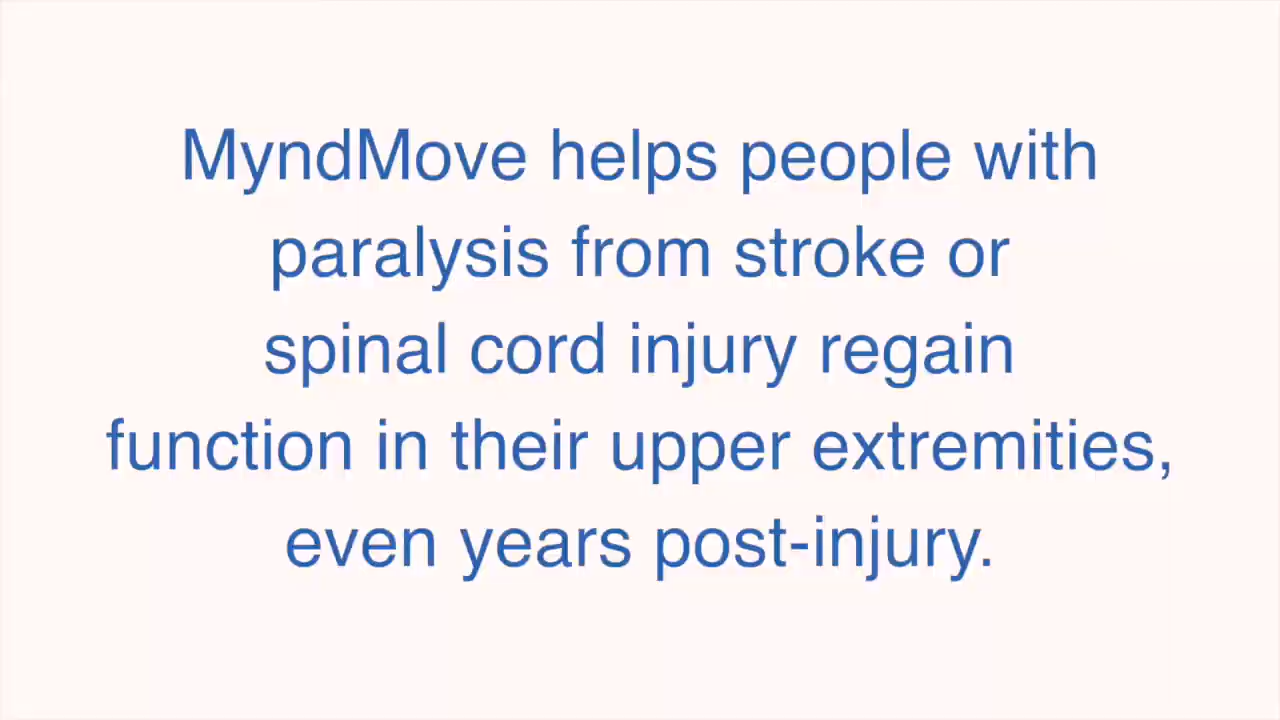 MyndMove helps people with
paralysis from stroke or
spinal cord injury regain
function in their upper extremities,
even years post-injury.